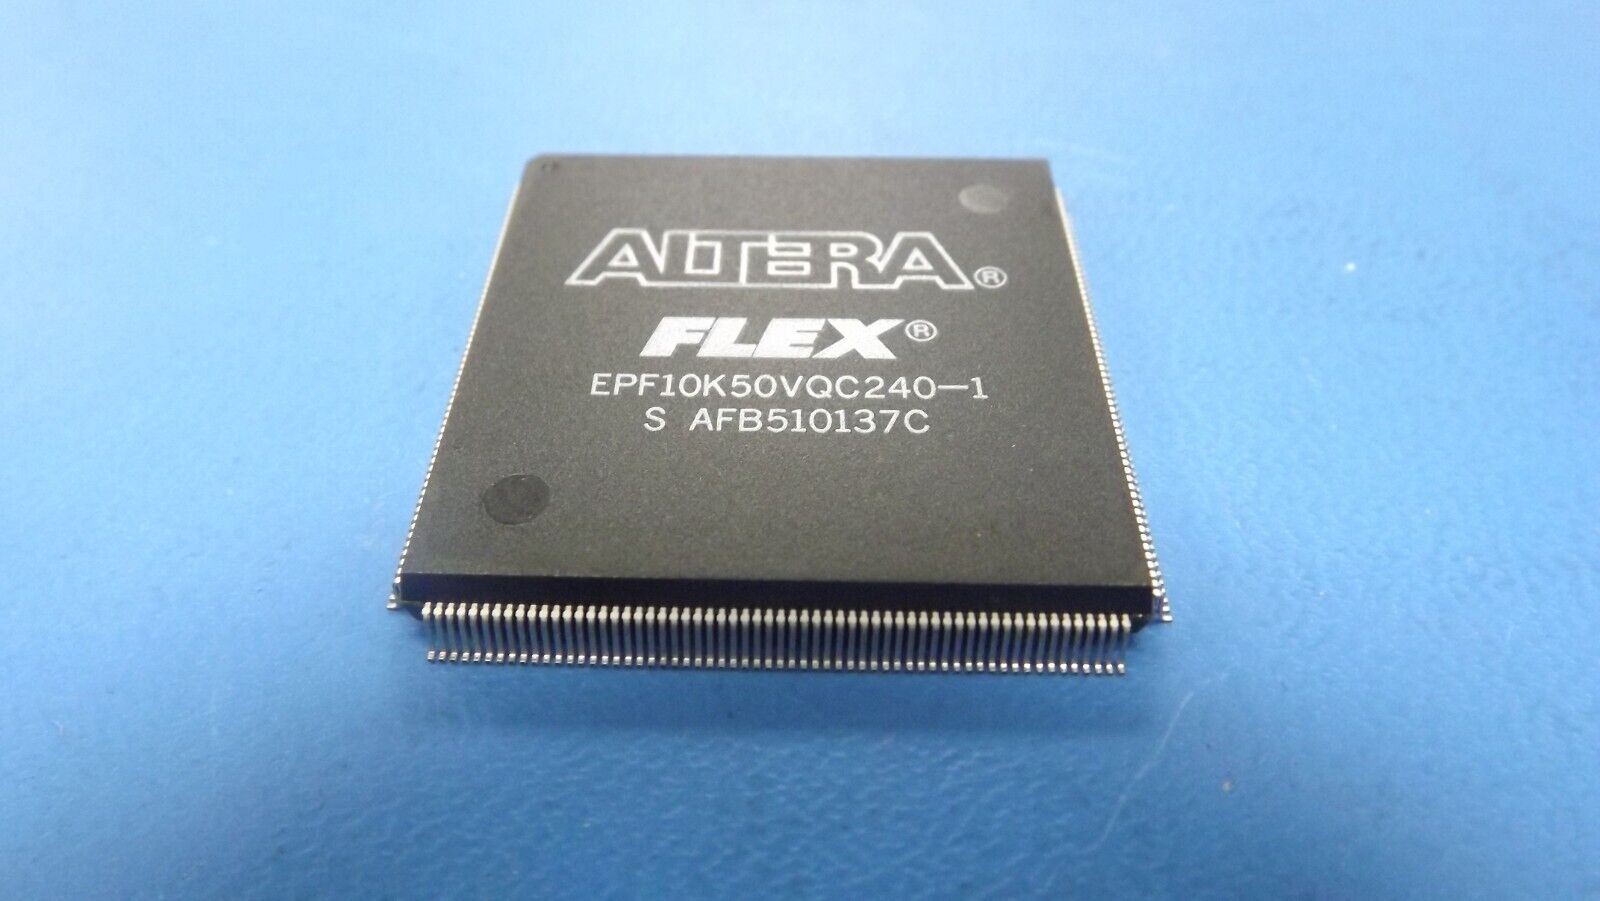 ALTERA®
FLEX®
EPF10K50VQC240-1
S AFB510137C